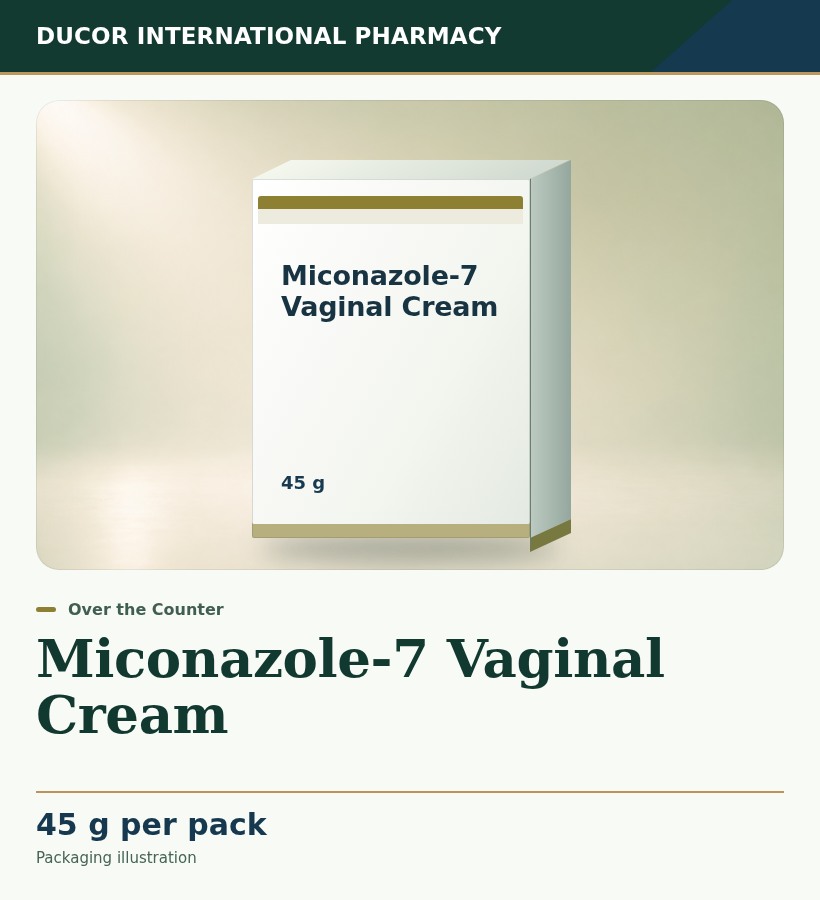 DUCOR INTERNATIONAL PHARMACY
Miconazole-7
Vaginal Cream
45 g
Over the Counter
Miconazole-7 Vaginal
Cream
45 g per pack
Packaging illustration